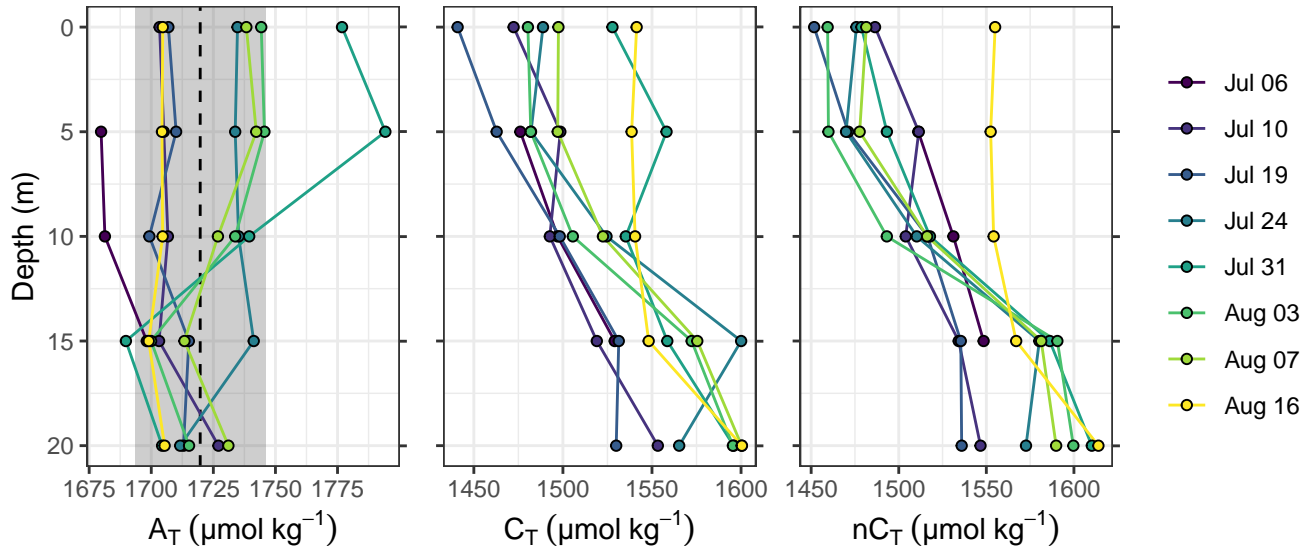 Depth (m)
0
5
10
15
20
1675 1700 1725 1750 1775
A_T (μmol kg⁻¹)
1450 1500 1550 1600
C_T (μmol kg⁻¹)
1450 1500 1550 1600
nC_T (μmol kg⁻¹)
Jul 06
Jul 10
Jul 19
Jul 24
Jul 31
Aug 03
Aug 07
Aug 16